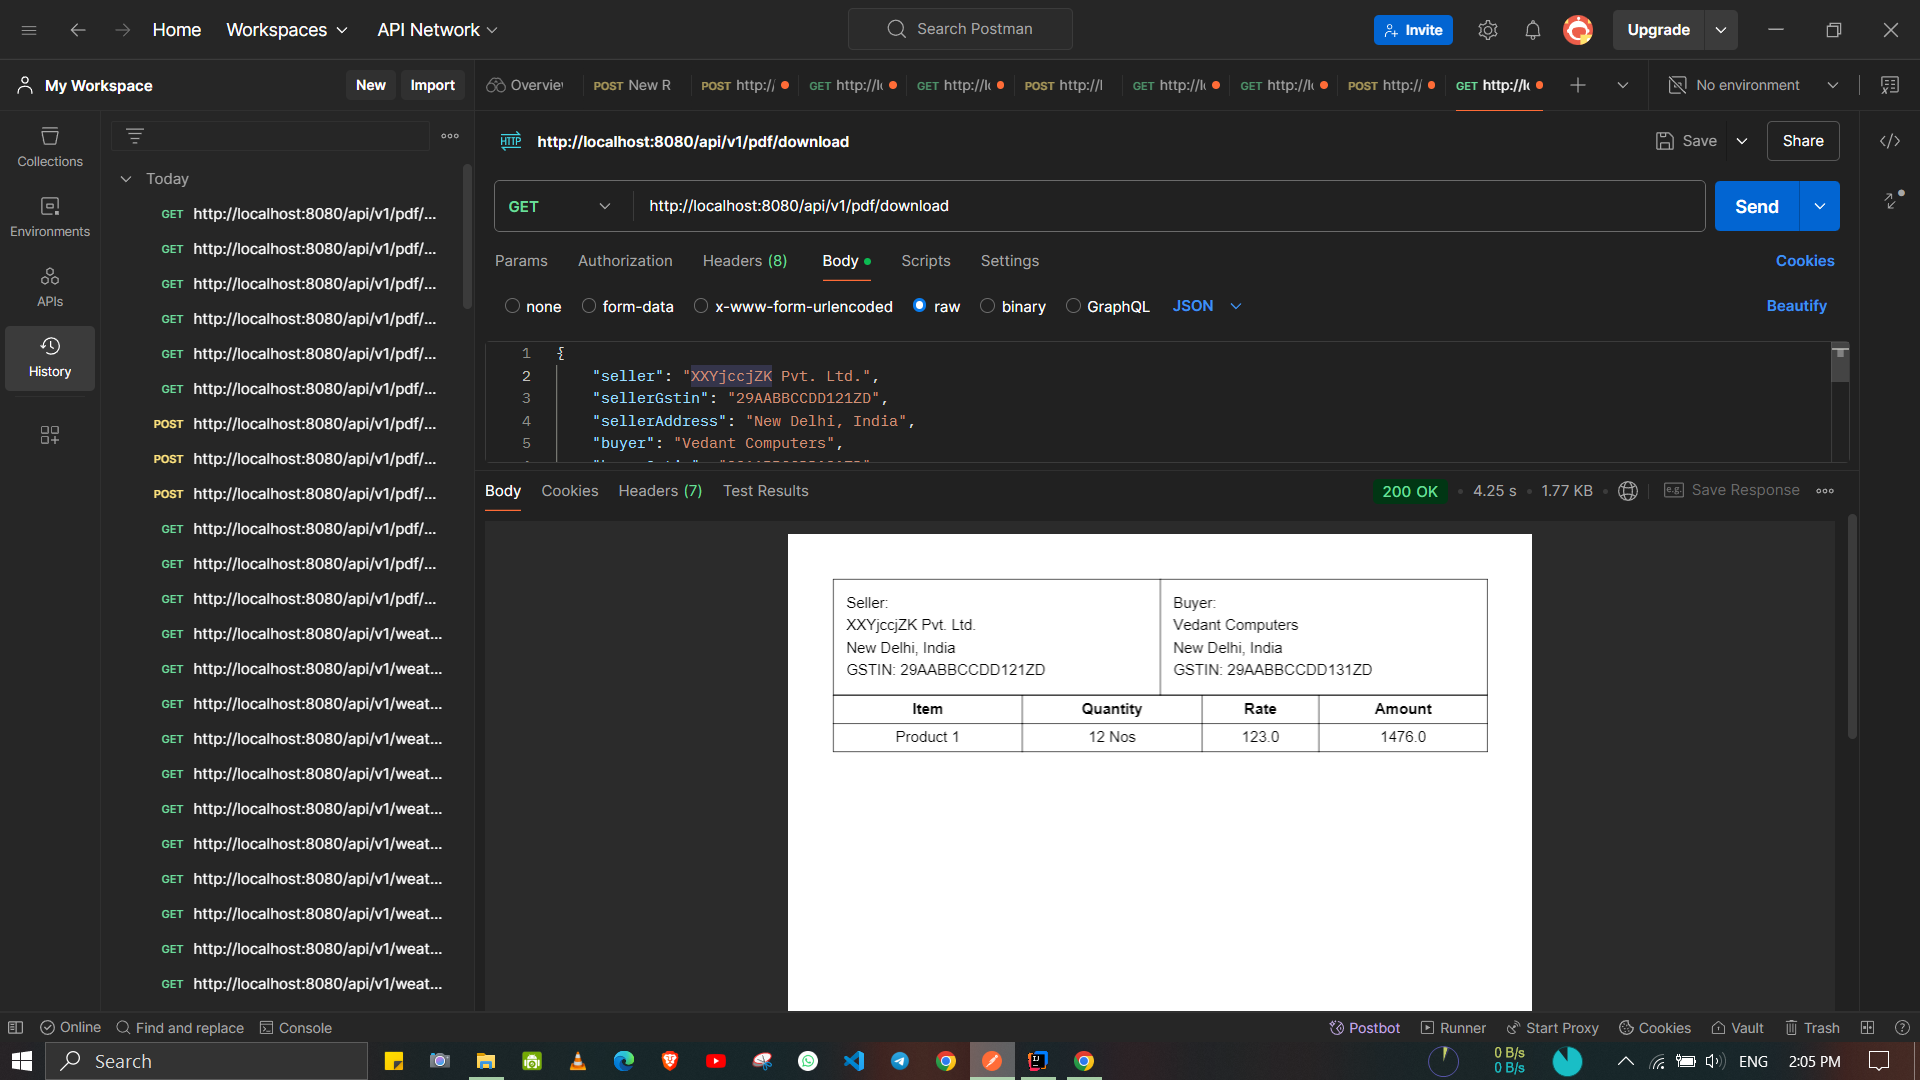 Home
Workspaces
API Network
Search Postman
Invite
Upgrade
My Workspace
New
Import
Overvie
POST New R
POST http:/
GET http://l
GET http://l
POST http://l
GET http://l
GET http://l
POST http:/
GET http://l
No environment
Collections
Environments
APIs
History
Today
GET http://localhost:8080/api/v1/pdf/...
GET http://localhost:8080/api/v1/pdf/...
GET http://localhost:8080/api/v1/pdf/...
GET http://localhost:8080/api/v1/pdf/...
GET http://localhost:8080/api/v1/pdf/...
GET http://localhost:8080/api/v1/pdf/...
POST http://localhost:8080/api/v1/pdf/...
POST http://localhost:8080/api/v1/pdf/...
POST http://localhost:8080/api/v1/pdf/...
GET http://localhost:8080/api/v1/pdf/...
GET http://localhost:8080/api/v1/pdf/...
GET http://localhost:8080/api/v1/pdf/...
GET http://localhost:8080/api/v1/weat...
GET http://localhost:8080/api/v1/weat...
GET http://localhost:8080/api/v1/weat...
GET http://localhost:8080/api/v1/weat...
GET http://localhost:8080/api/v1/weat...
GET http://localhost:8080/api/v1/weat...
GET http://localhost:8080/api/v1/weat...
GET http://localhost:8080/api/v1/weat...
GET http://localhost:8080/api/v1/weat...
GET http://localhost:8080/api/v1/weat...
GET http://localhost:8080/api/v1/weat...
HTTP http://localhost:8080/api/v1/pdf/download
Save
Share
GET http://localhost:8080/api/v1/pdf/download
Send
Params Authorization Headers (8) Body Scripts Settings Cookies
none form-data x-www-form-urlencoded raw binary GraphQL JSON Beautify
1 {
2 "seller": "XXYjccjZK Pvt. Ltd.",
3 "sellerGstin": "29AABBCCDD121ZD",
4 "sellerAddress": "New Delhi, India",
5 "buyer": "Vedant Computers",
Body Cookies Headers (7) Test Results 200 OK 4.25 s 1.77 KB e.g. Save Response
Seller:
XXYjccjZK Pvt. Ltd.
New Delhi, India
GSTIN: 29AABBCCDD121ZD
Buyer:
Vedant Computers
New Delhi, India
GSTIN: 29AABBCCDD131ZD
Item Quantity Rate Amount
Product 1 12 Nos 123.0 1476.0
Online Find and replace Console Postbot Runner Start Proxy Cookies Vault Trash
Search
0 B/s
0 B/s
ENG
2:05 PM